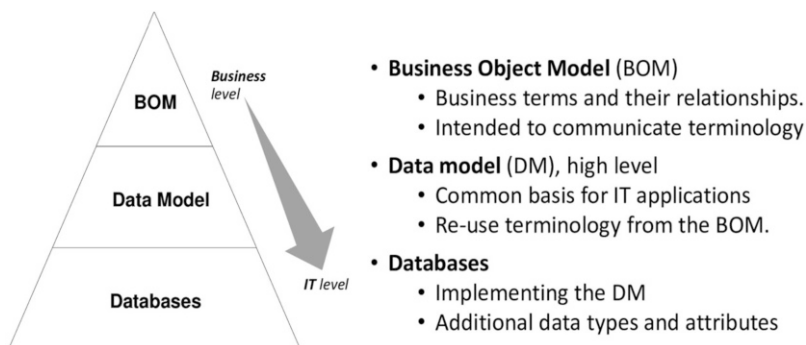 BOM
Data Model
Databases
Business
level
IT level
• Business Object Model (BOM)
• Business terms and their relationships.
• Intended to communicate terminology
• Data model (DM), high level
• Common basis for IT applications
• Re-use terminology from the BOM.
• Databases
• Implementing the DM
• Additional data types and attributes